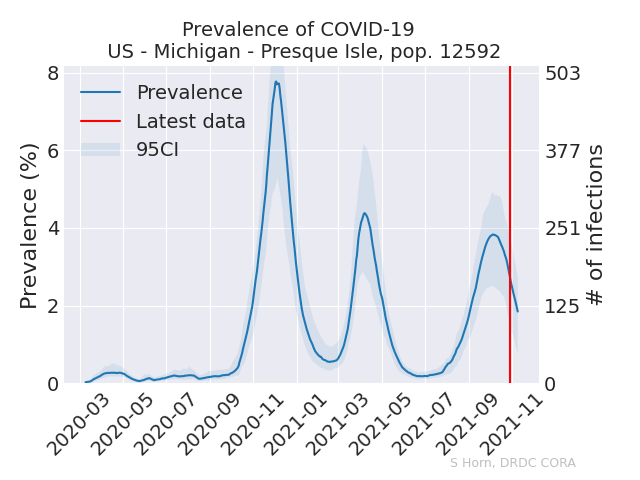 Prevalence of COVID-19
US - Michigan - Presque Isle, pop. 12592
Prevalence
Latest data
95CI
Prevalence (%)
8
6
4
2
0
# of infections
503
377
251
125
0
2020-03
2020-05
2020-07
2020-09
2020-11
2021-01
2021-03
2021-05
2021-07
2021-09
2021-11
S Horn, DRDC CORA